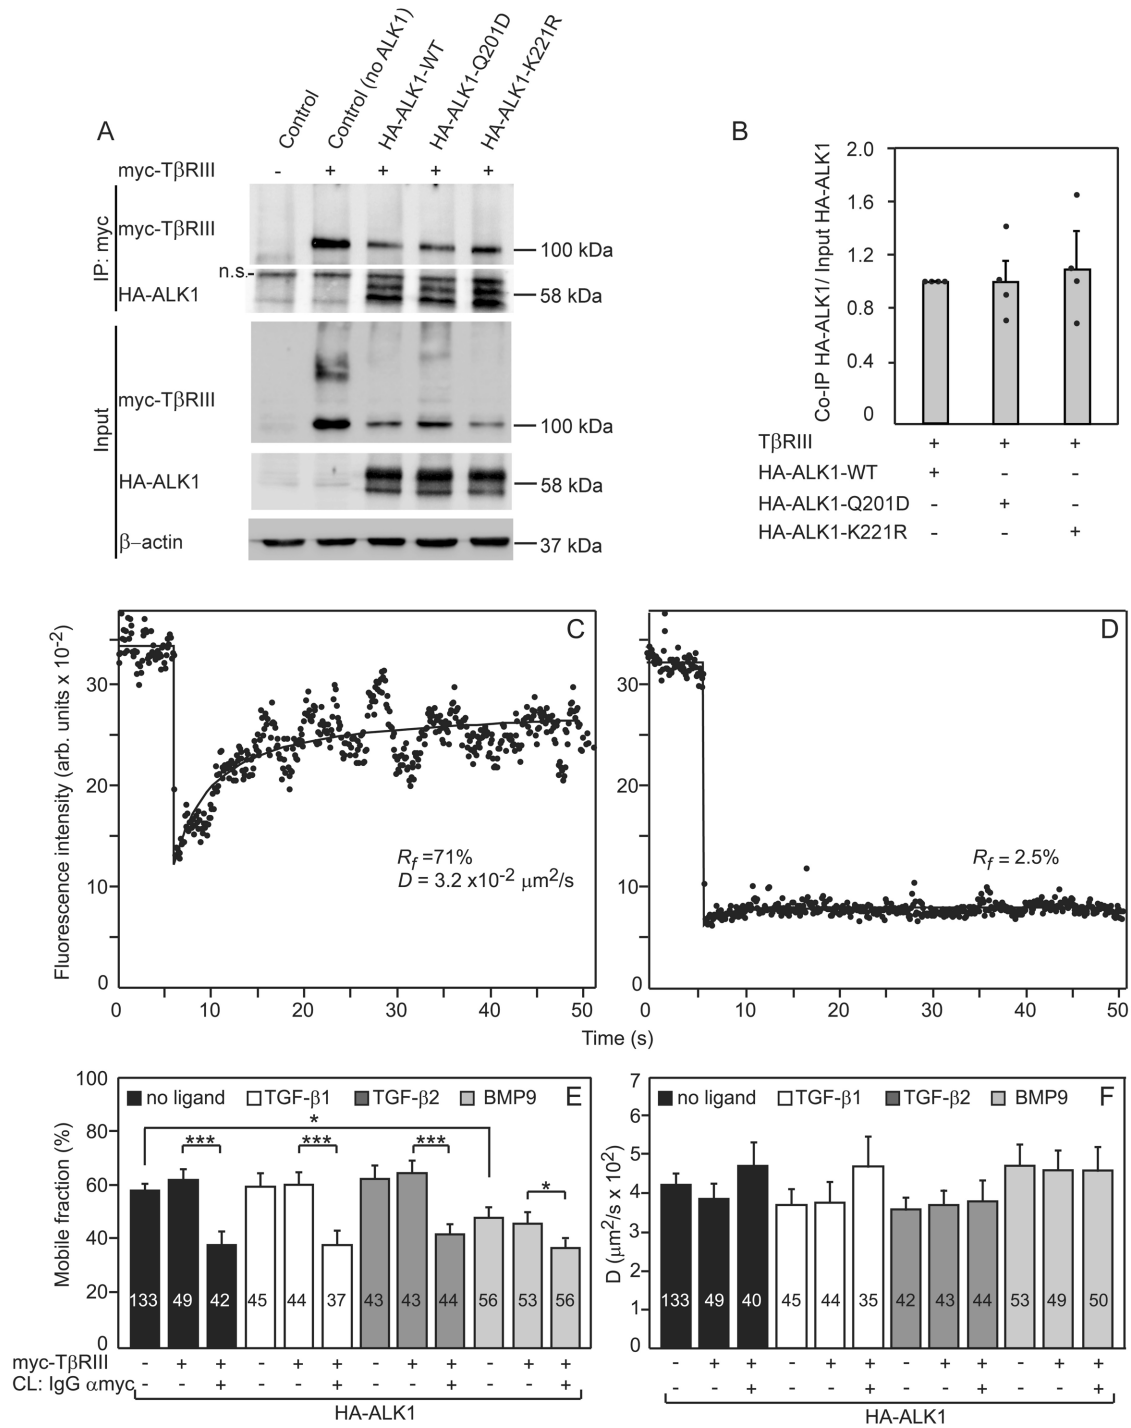 A
Control
Control (no ALK1)
HA-ALK1-WT
HA-ALK1-Q201D
HA-ALK1-K221R
myc-TβRIII - + + + +
IP: myc
myc-TβRIII
100 kDa
n.s.
HA-ALK1
58 kDa
Input
myc-TβRIII
100 kDa
HA-ALK1
58 kDa
β–actin
37 kDa
B
Co-IP HA-ALK1/ Input HA-ALK1
2.0
1.6
1.2
0.8
0.4
0
TβRIII + + +
HA-ALK1-WT + - -
HA-ALK1-Q201D - + -
HA-ALK1-K221R - - +
C
Fluorescence intensity (arb. units x 10-2)
30
20
10
0
Rf =71%
D = 3.2 x10-2 μm2/s
0 10 20 30 40 50
D
30
20
10
0
Rf = 2.5%
0 10 20 30 40 50
Time (s)
E
Mobile fraction (%)
100
80
60
40
20
0
no ligand TGF-β1 TGF-β2 BMP9
*
*** *** *** *
133 49 42 45 44 37 43 43 44 56 53 56
myc-TβRIII - + + - + + - + + - + +
CL: IgG αmyc - - + - - + - - + - - +
HA-ALK1
F
D (μm2/s x 102)
7
6
5
4
3
2
1
0
no ligand TGF-β1 TGF-β2 BMP9
133 49 40 45 44 35 42 43 44 53 49 50
- + + - + + - + + - + +
- - + - - + - - + - - +
HA-ALK1